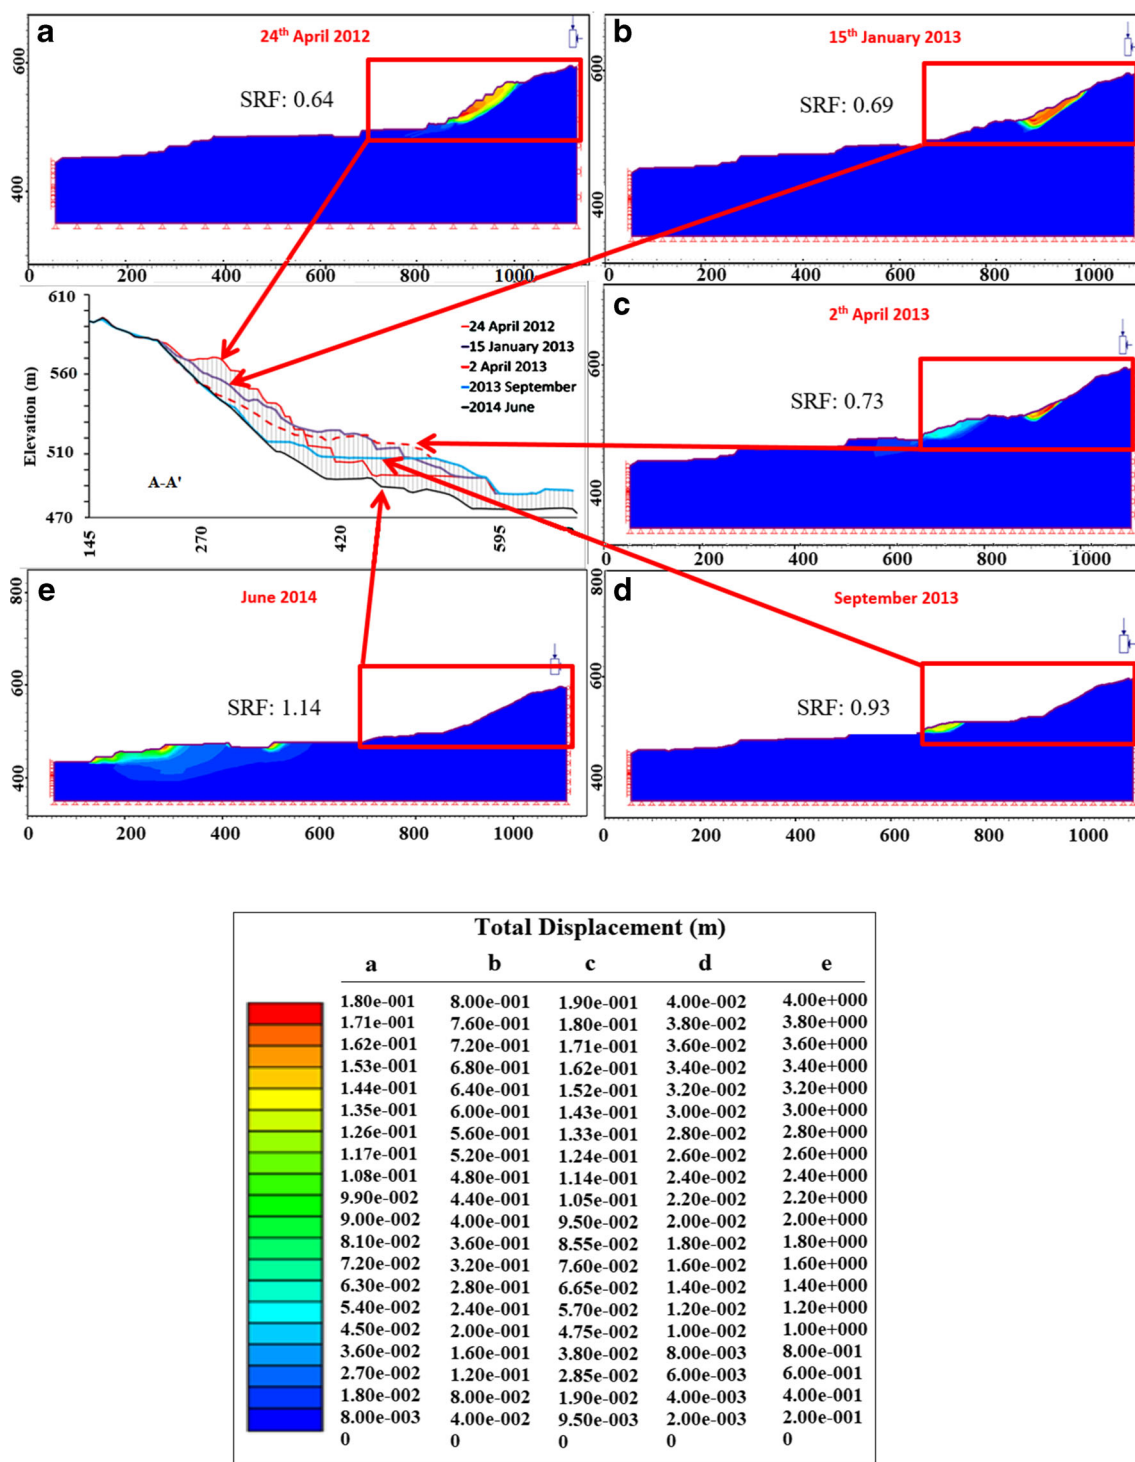 a
24th April 2012
SRF: 0.64
600
400
0 200 400 600 800 1000
b
15th January 2013
SRF: 0.69
600
400
0 200 400 600 800 1000
610
560
510
470
Elevation (m)
24 April 2012
15 January 2013
2 April 2013
2013 September
2014 June
A-A'
145 270 420 595
c
2th April 2013
SRF: 0.73
600
400
0 200 400 600 800 1000
e
June 2014
SRF: 1.14
800
600
400
0 200 400 600 800 1000
d
September 2013
SRF: 0.93
800
600
400
0 200 400 600 800 1000
Total Displacement (m)
a b c d e
1.80e-001 8.00e-001 1.90e-001 4.00e-002 4.00e+000
1.71e-001 7.60e-001 1.80e-001 3.80e-002 3.80e+000
1.62e-001 7.20e-001 1.71e-001 3.60e-002 3.60e+000
1.53e-001 6.80e-001 1.62e-001 3.40e-002 3.40e+000
1.44e-001 6.40e-001 1.52e-001 3.20e-002 3.20e+000
1.35e-001 6.00e-001 1.43e-001 3.00e-002 3.00e+000
1.26e-001 5.60e-001 1.33e-001 2.80e-002 2.80e+000
1.17e-001 5.20e-001 1.24e-001 2.60e-002 2.60e+000
1.08e-001 4.80e-001 1.14e-001 2.40e-002 2.40e+000
9.90e-002 4.40e-001 1.05e-001 2.20e-002 2.20e+000
9.00e-002 4.00e-001 9.50e-002 2.00e-002 2.00e+000
8.10e-002 3.60e-001 8.55e-002 1.80e-002 1.80e+000
7.20e-002 3.20e-001 7.60e-002 1.60e-002 1.60e+000
6.30e-002 2.80e-001 6.65e-002 1.40e-002 1.40e+000
5.40e-002 2.40e-001 5.70e-002 1.20e-002 1.20e+000
4.50e-002 2.00e-001 4.75e-002 1.00e-002 1.00e+000
3.60e-002 1.60e-001 3.80e-002 8.00e-003 8.00e-001
2.70e-002 1.20e-001 2.85e-002 6.00e-003 6.00e-001
1.80e-002 8.00e-002 1.90e-002 4.00e-003 4.00e-001
8.00e-003 4.00e-002 9.50e-003 2.00e-003 2.00e-001
0 0 0 0 0